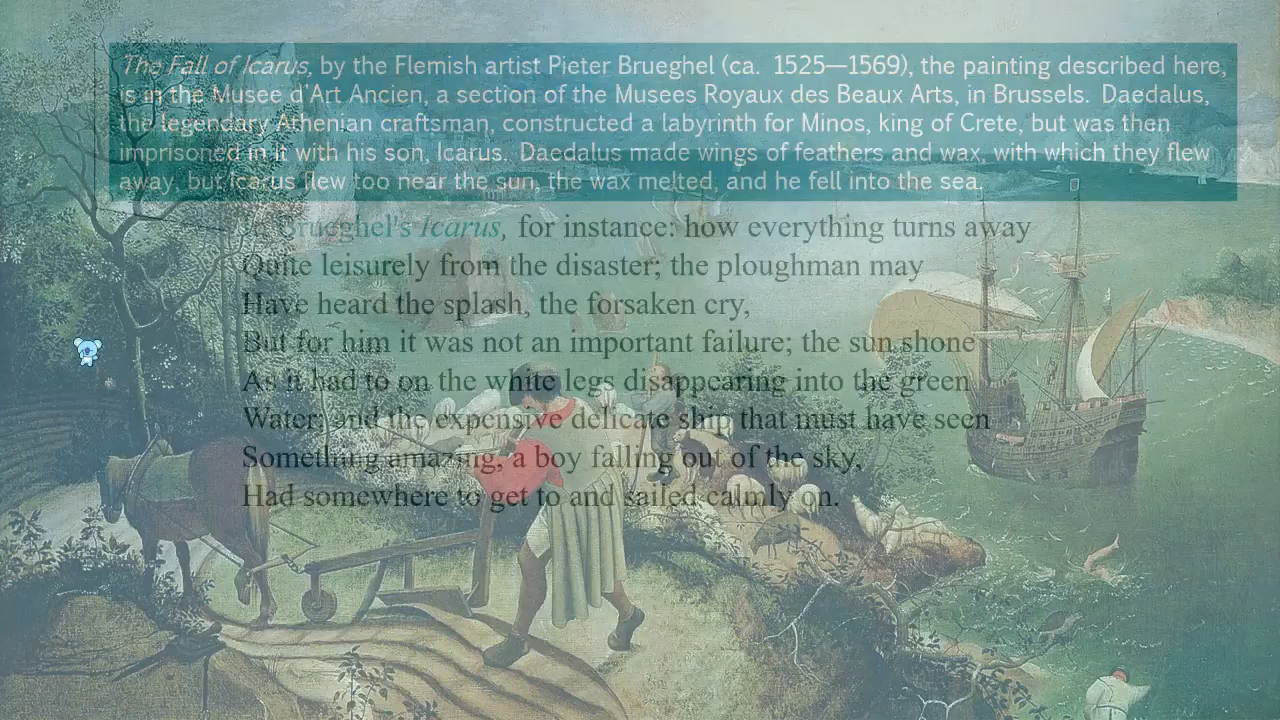 The Fall of Icarus, by the Flemish artist Pieter Brueghel (ca. 1525—1569), the painting described here,
is in the Musee d'Art Ancien, a section of the Musees Royaux des Beaux Arts, in Brussels. Daedalus,
the legendary Athenian craftsman, constructed a labyrinth for Minos, king of Crete, but was then
imprisoned in it with his son, Icarus. Daedalus made wings of feathers and wax, with which they flew
away, but Icarus flew too near the sun, the wax melted, and he fell into the sea.
In Brueghel's Icarus, for instance: how everything turns away
Quite leisurely from the disaster; the ploughman may
Have heard the splash, the forsaken cry,
But for him it was not an important failure; the sun shone
As it had to on the white legs disappearing into the green
Water; and the expensive delicate ship that must have seen
Something amazing, a boy falling out of the sky,
Had somewhere to get to and sailed calmly on.